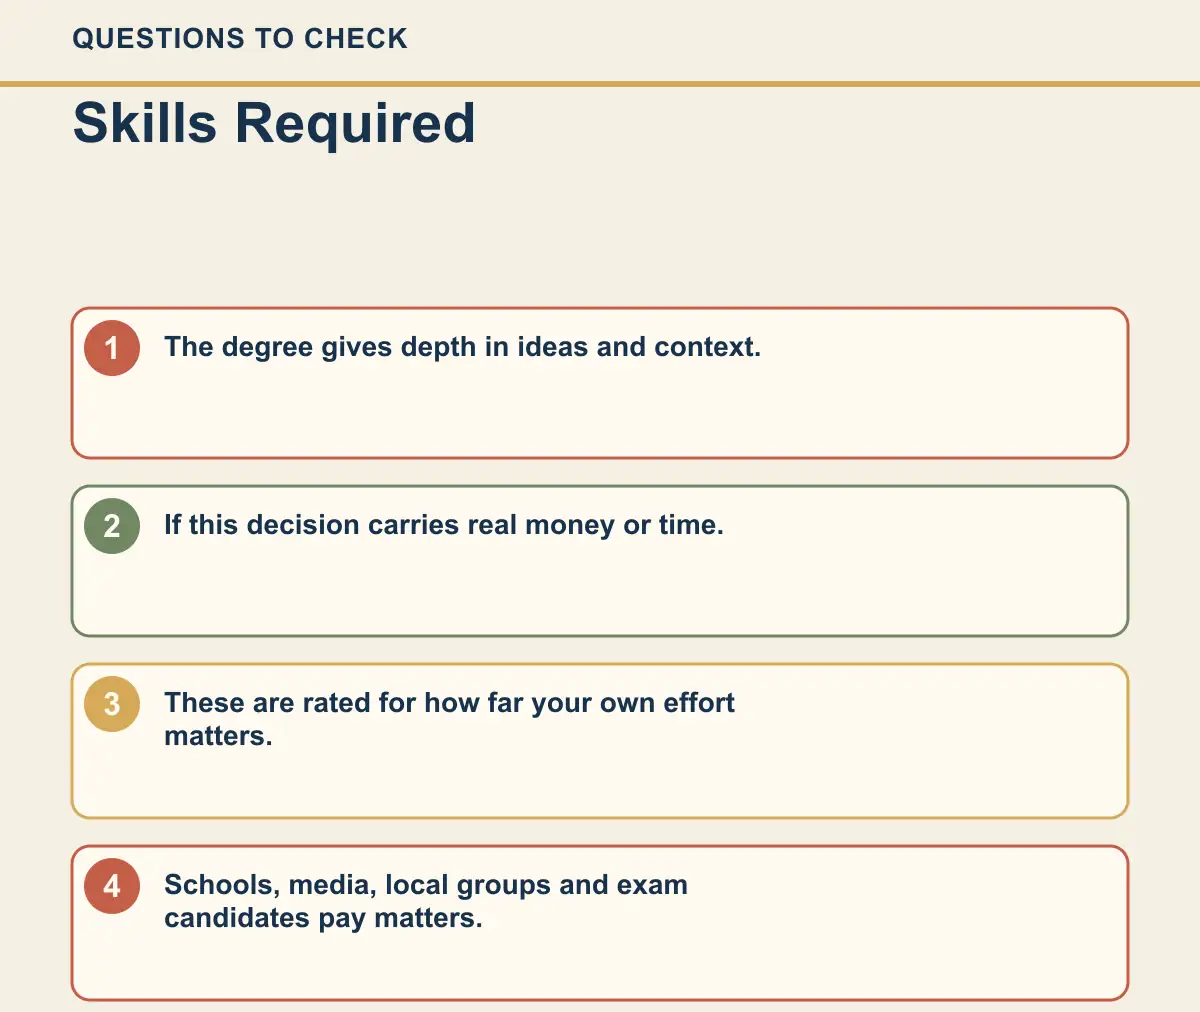 QUESTIONS TO CHECK
Skills Required
1
The degree gives depth in ideas and context.
2
If this decision carries real money or time.
3
These are rated for how far your own effort
matters.
4
Schools, media, local groups and exam
candidates pay matters.